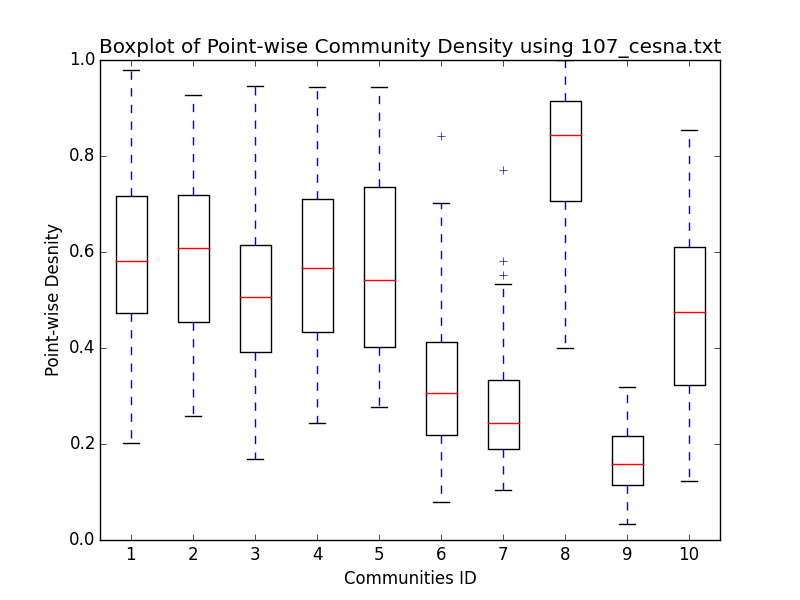 Boxplot of Point-wise Community Density using 107_cesna.txt
1.0
0.8
0.6
0.4
0.2
0.0
Point-wise Desnity
1 2 3 4 5 6 7 8 9 10
Communities ID